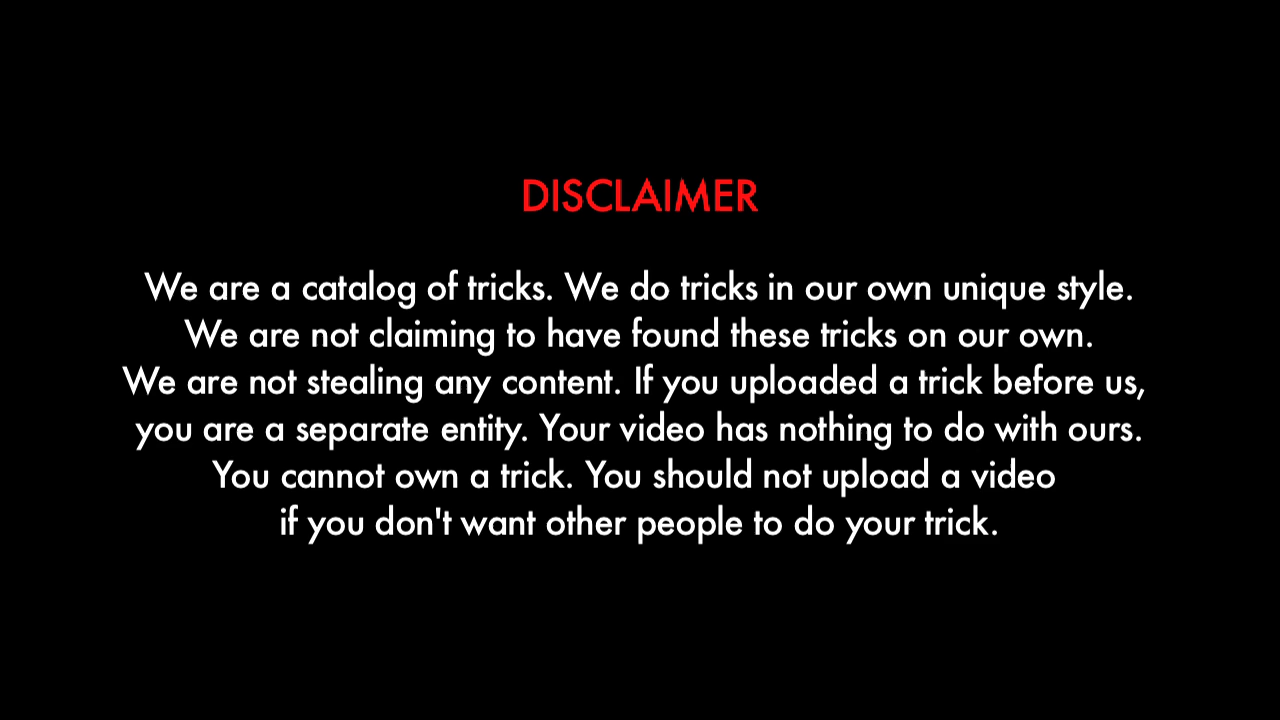 DISCLAIMER
We are a catalog of tricks. We do tricks in our own unique style.
We are not claiming to have found these tricks on our own.
We are not stealing any content. If you uploaded a trick before us,
you are a separate entity. Your video has nothing to do with ours.
You cannot own a trick. You should not upload a video
if you don't want other people to do your trick.